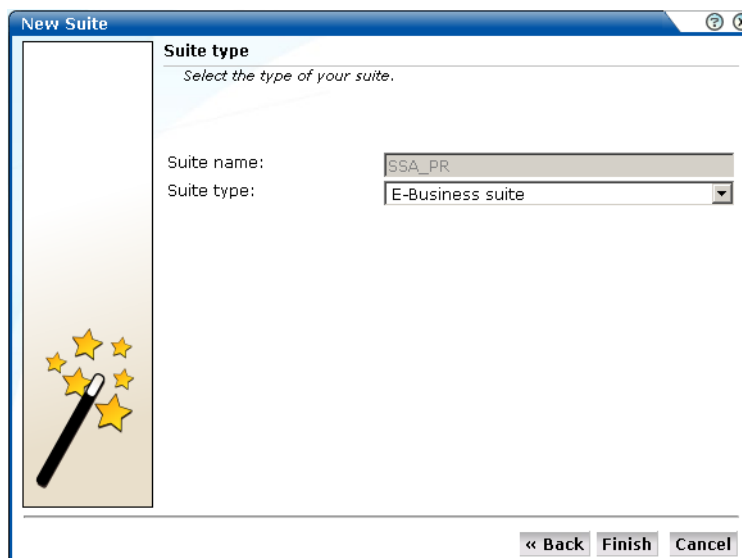 New Suite
Suite type
Select the type of your suite.
Suite name: SSA_PR
Suite type: E-Business suite
« Back Finish Cancel